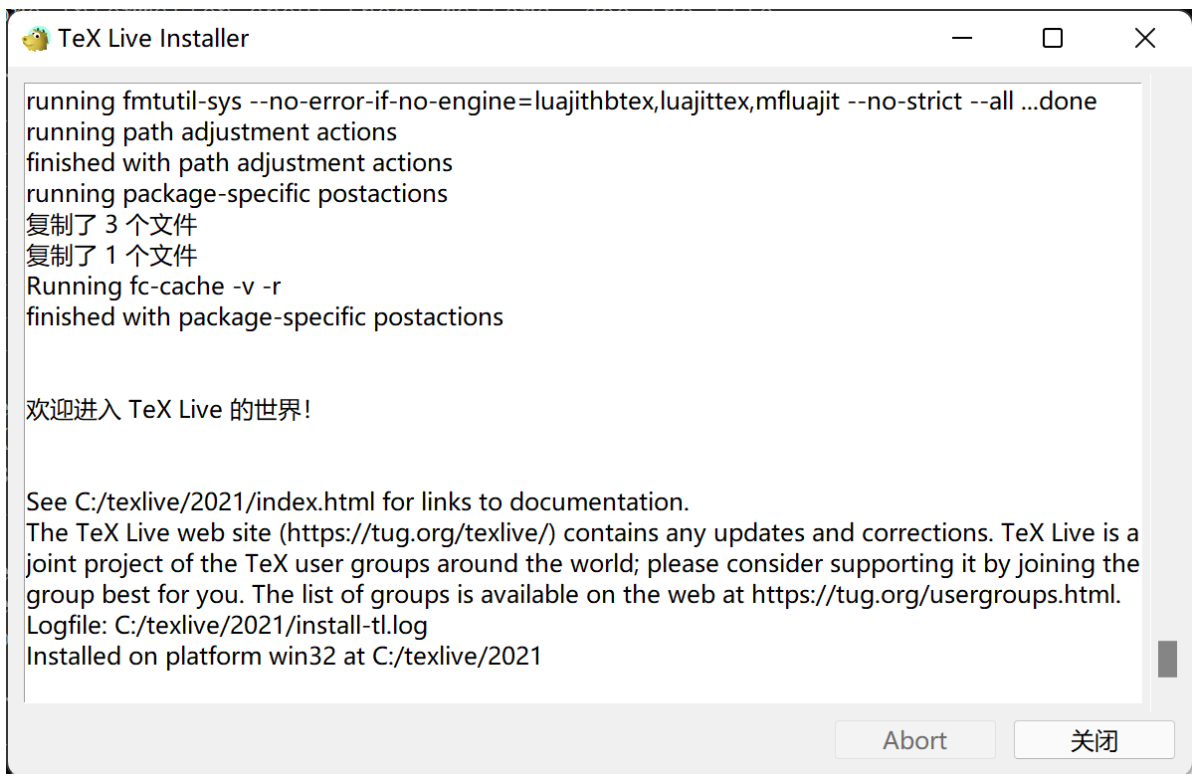 TeX Live Installer
running fmtutil-sys --no-error-if-no-engine=luajithbtex,luajittex,mfluajit --no-strict --all ...done
running path adjustment actions
finished with path adjustment actions
running package-specific postactions
复制了 3 个文件
复制了 1 个文件
Running fc-cache -v -r
finished with package-specific postactions
欢迎进入 TeX Live 的世界!
See C:/texlive/2021/index.html for links to documentation.
The TeX Live web site (https://tug.org/texlive/) contains any updates and corrections. TeX Live is a
joint project of the TeX user groups around the world; please consider supporting it by joining the
group best for you. The list of groups is available on the web at https://tug.org/usergroups.html.
Logfile: C:/texlive/2021/install-tl.log
Installed on platform win32 at C:/texlive/2021
Abort
关闭